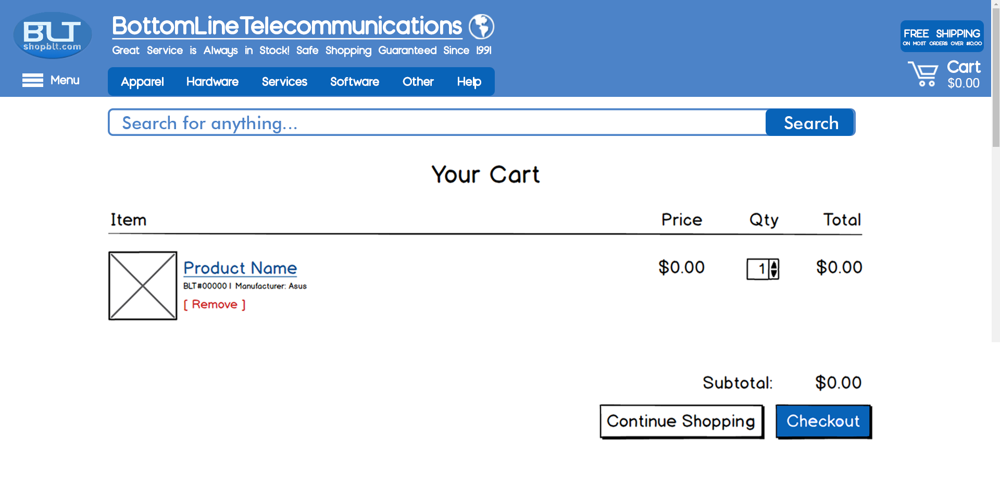 BLT
shopblt.com
BottomLineTelecommunications
Great Service is Always in Stock! Safe Shopping Guaranteed Since 1991
FREE SHIPPING
ON MOST ORDERS OVER $10.00
Cart
$0.00
Menu
Apparel Hardware Services Software Other Help
Search for anything... Search
Your Cart
Item Price Qty Total
Product Name $0.00 1 $0.00
BLT#00000 | Manufacturer: Asus
[ Remove ]
Subtotal: $0.00
Continue Shopping Checkout